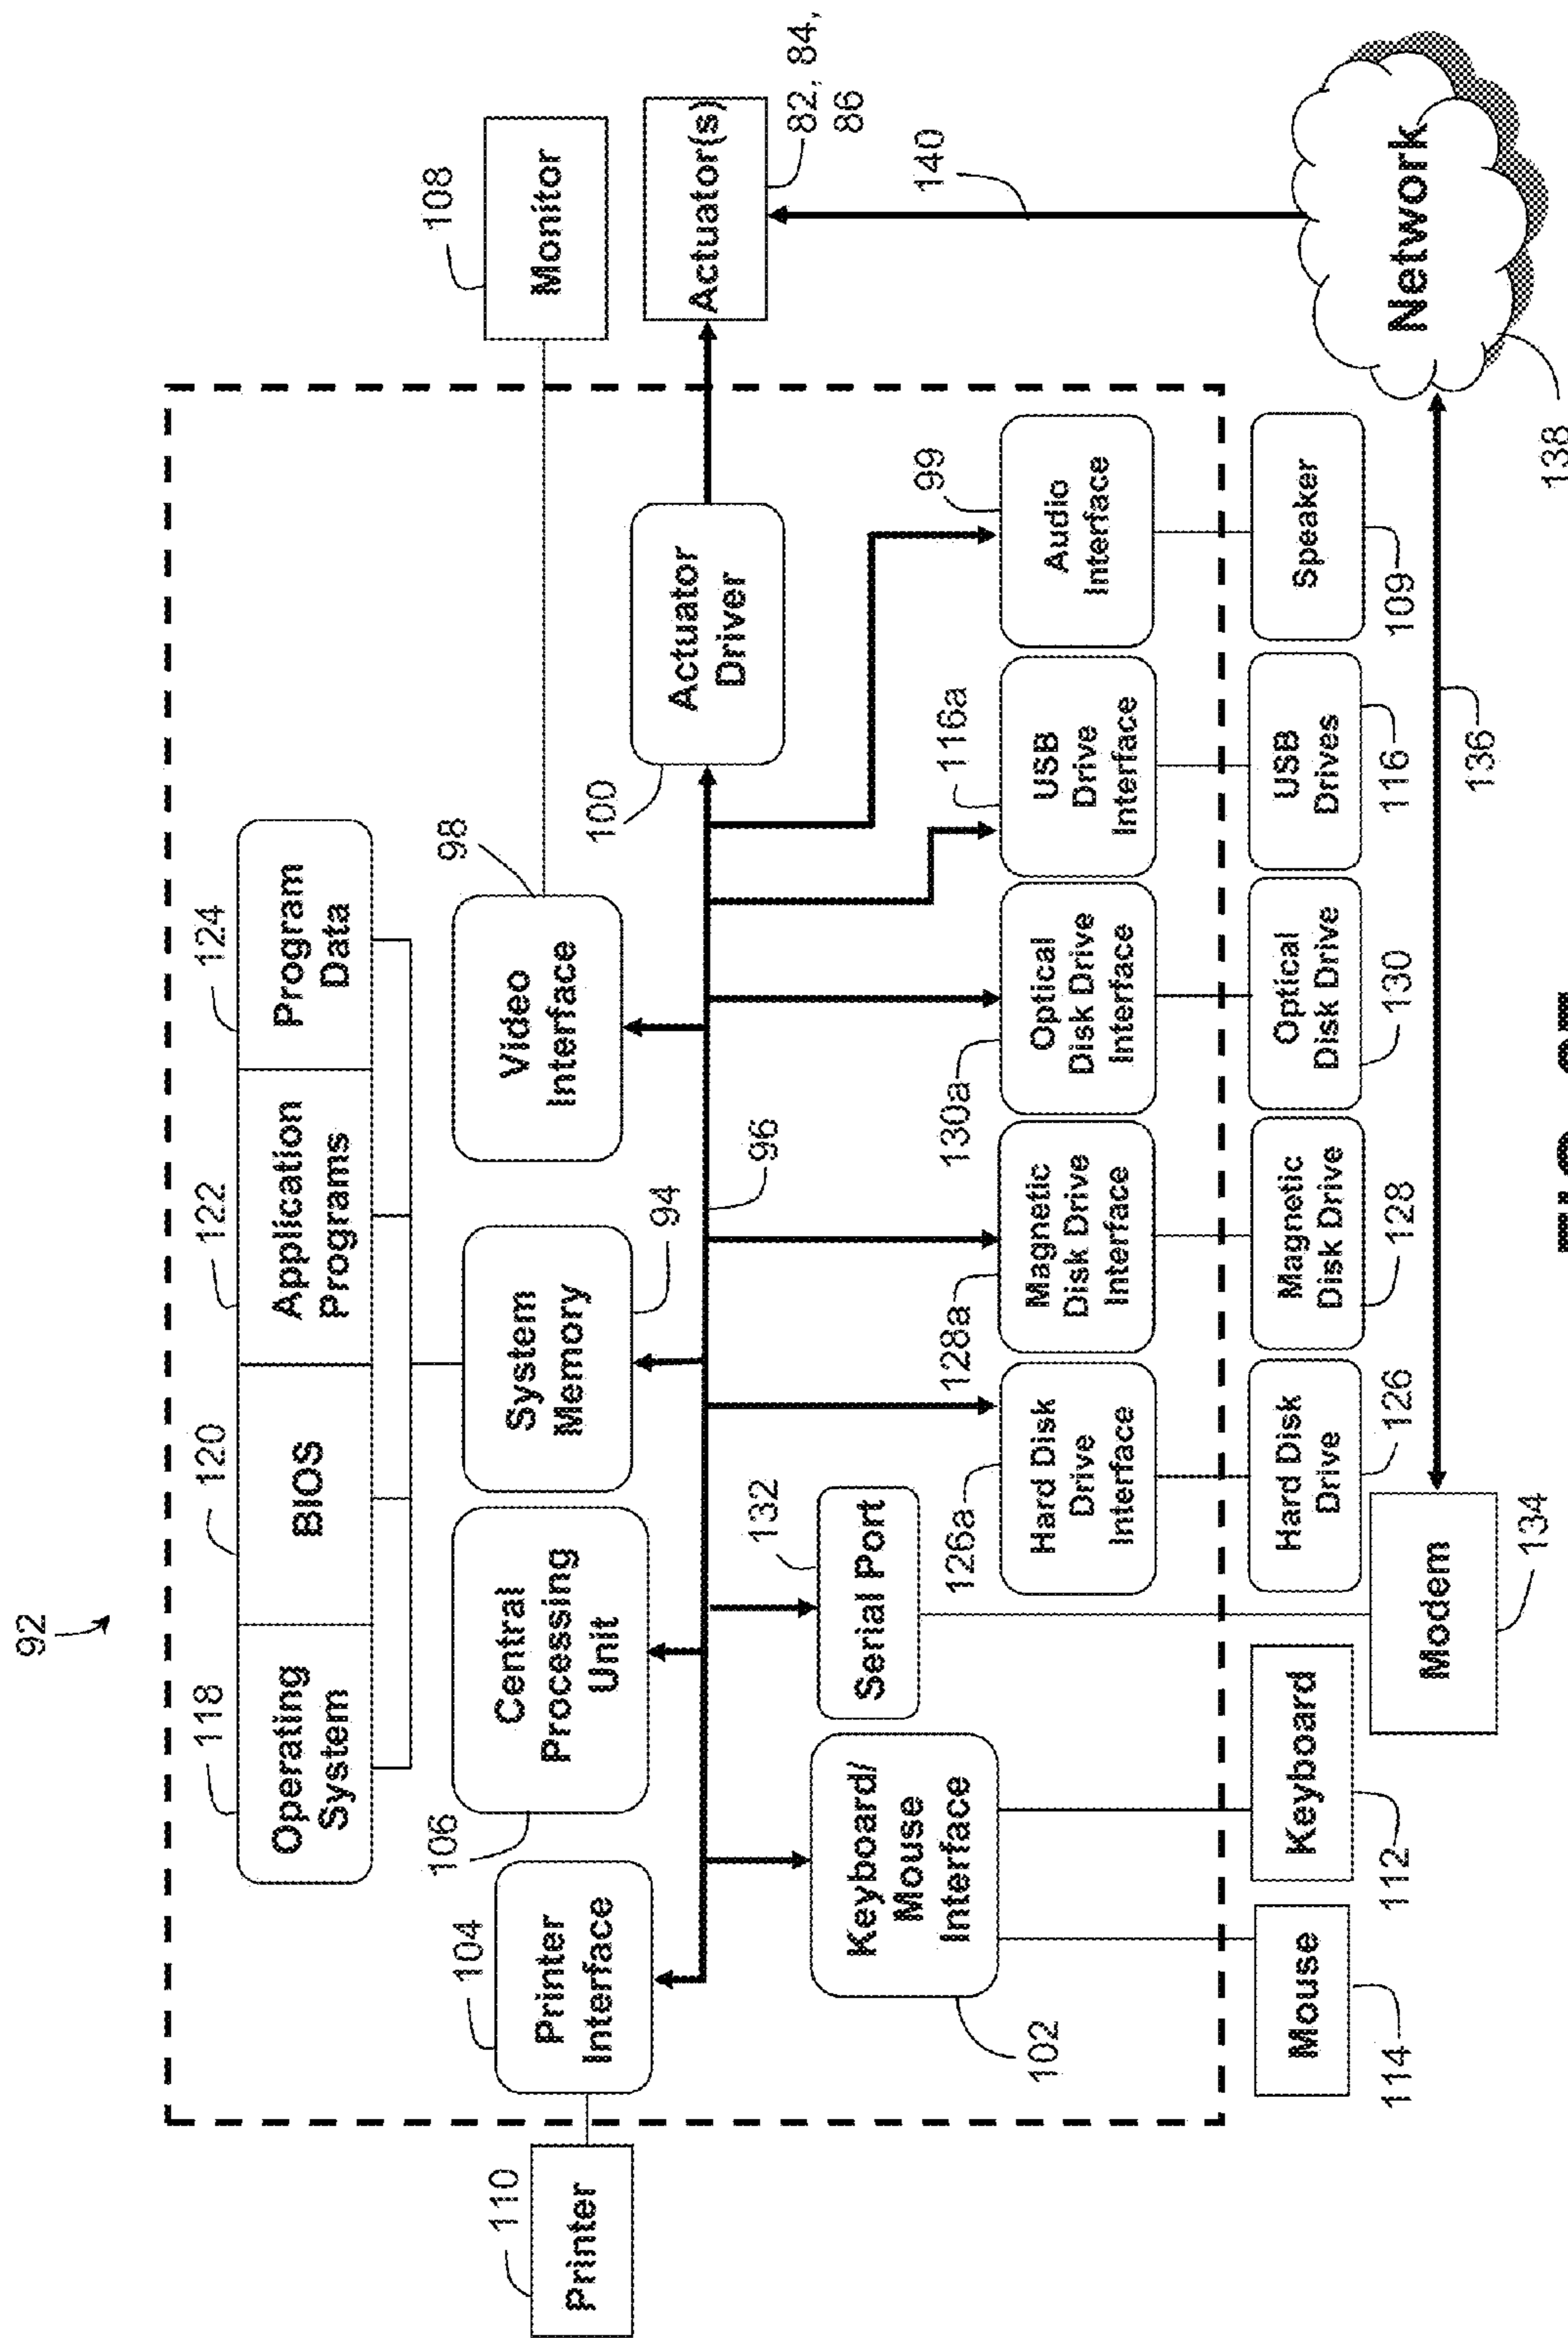 92
118
120
122
124
Operating
System
BIOS
Application
Programs
Program
Data
110
Printer
104
Printer
Interface
106
Central
Processing
Unit
System
Memory
94
98
Video
Interface
108
Monitor
96
100
Actuator
Driver
Actuator(s)
82, 84,
86
140
Keyboard/
Mouse
Interface
102
132
Serial Port
126a
Hard Disk
Drive
Interface
128a
Magnetic
Disk Drive
Interface
130a
Optical
Disk Drive
Interface
116a
USB
Drive
Interface
99
Audio
Interface
114
Mouse
112
Keyboard
Hard Disk
Drive
126
Magnetic
Disk Drive
128
Optical
Disk Drive
130
USB
Drives
116
Speaker
109
Modem
134
136
Network
138